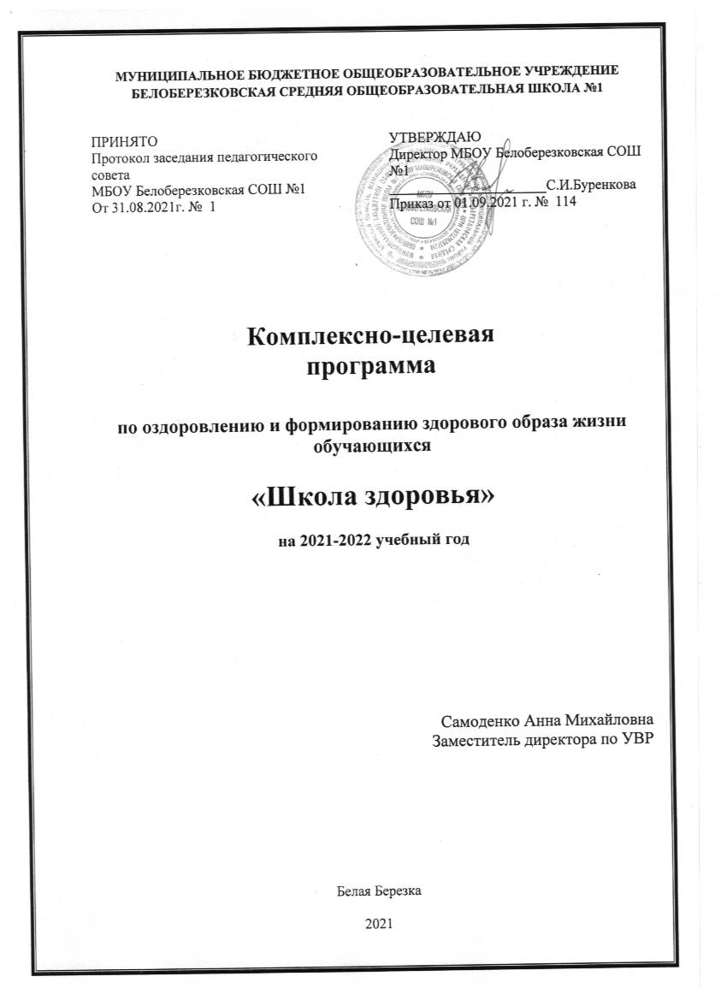 МУНИЦИПАЛЬНОЕ БЮДЖЕТНОЕ ОБЩЕОБРАЗОВАТЕЛЬНОЕ УЧРЕЖДЕНИЕ
БЕЛОБЕРЕЗКОВСКАЯ СРЕДНЯЯ ОБЩЕОБРАЗОВАТЕЛЬНАЯ ШКОЛА №1
ПРИНЯТО
Протокол заседания педагогического
совета
МБОУ Белоберезковская СОШ №1
От 31.08.2021г. № 1
УТВЕРЖДАЮ
Директор МБОУ Белоберезковская СОШ
№1
С.И.Буренкова
Приказ от 01.09.2021 г. № 114
МБОУ
СОШ №1
Комплексно-целевая
программа
по оздоровлению и формированию здорового образа жизни
обучающихся
«Школа здоровья»
на 2021-2022 учебный год
Самоденко Анна Михайловна
Заместитель директора по УВР
Белая Березка
2021